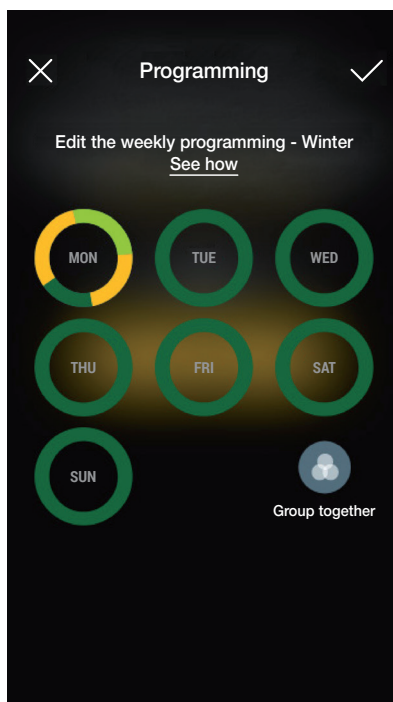 Programming
Edit the weekly programming - Winter
See how
MON TUE WED
THU FRI SAT
SUN
Group together